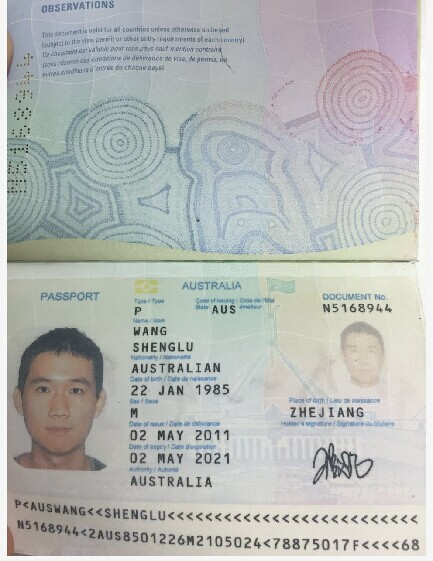 OBSERVATIONS
This document is valid for all countries unless otherwise endorsed
(subject to the visa, permit or other entry requirements of each country)
Ce document est valable pour tous pays sauf mention contraire
(sous réserve des conditions de délivrance de visa, de permis, ou
autres conditions d'entrée de chaque pays).
N5168944
PASSPORT
AUSTRALIA
Type / Type
Code of issuing State / Code de l'Etat émetteur
DOCUMENT No.
P
AUS
N5168944
Name / Nom
WANG
SHENGLU
Nationality / Nationalité
AUSTRALIAN
Date of birth / Date de naissance
22 JAN 1985
Sex / Sexe
Place of birth / Lieu de naissance
M
ZHEJIANG
Date of issue / Date de délivrance
Holder's signature / Signature du titulaire
02 MAY 2011
Date of expiry / Date d'expiration
02 MAY 2021
Authority / Autorité
AUSTRALIA
P<AUSWANG<<SHENGLU<<<<<<<<<<<<<<<<<<<<<<<<<<
N5168944<2AUS8501226M2105024<78875017F<<<<68